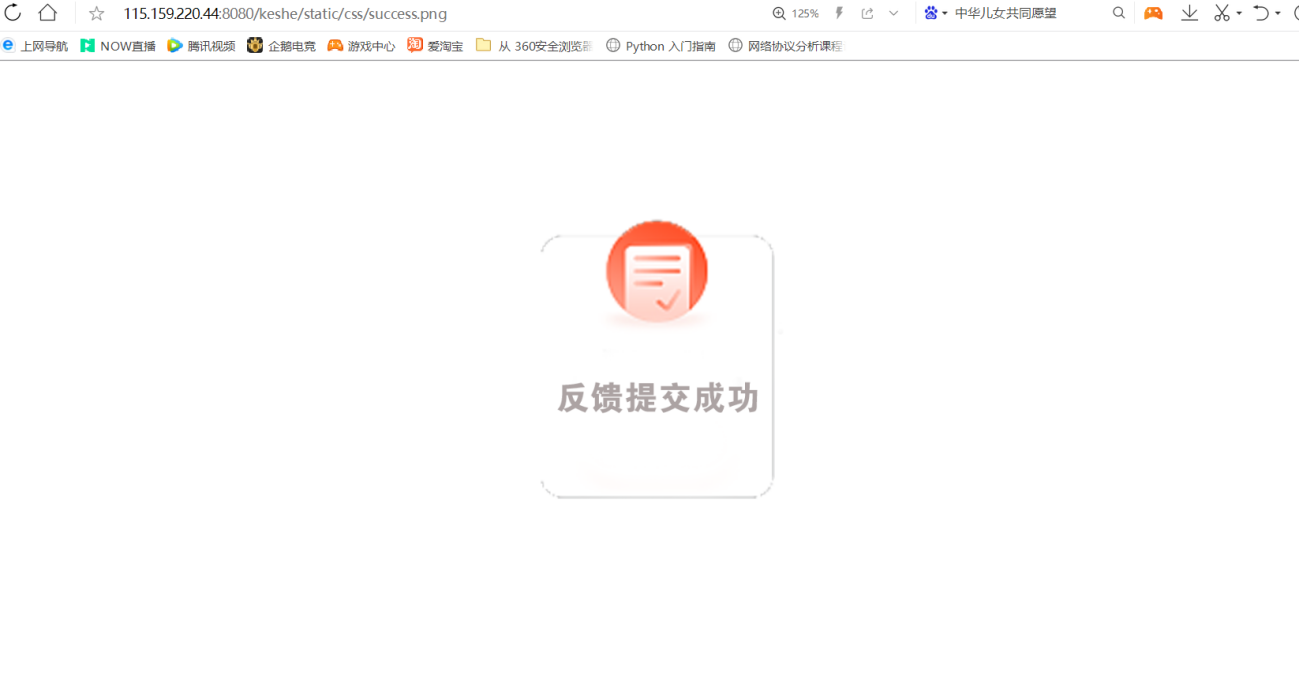 115.159.220.44:8080/keshe/static/css/success.png 125% 中华儿女共同愿望
上网导航 NOW直播 腾讯视频 企鹅电竞 游戏中心 爱淘宝 从 360安全浏览器 Python 入门指南 网络协议分析课程
反馈提交成功